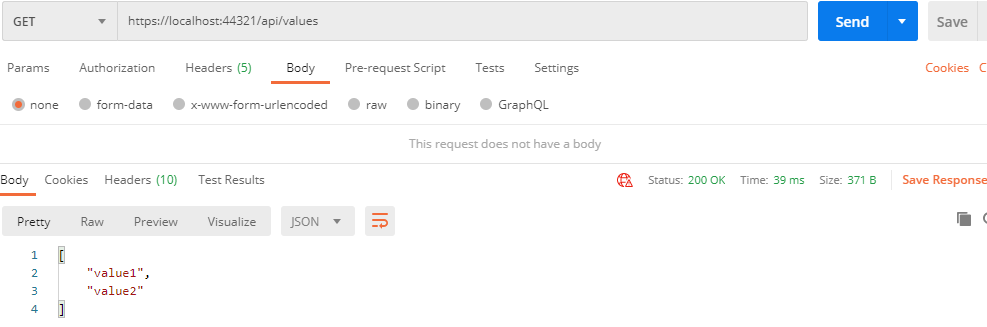 GET https://localhost:44321/api/values Send Save
Params Authorization Headers (5) Body Pre-request Script Tests Settings Cookies C
none form-data x-www-form-urlencoded raw binary GraphQL
This request does not have a body
Body Cookies Headers (10) Test Results Status: 200 OK Time: 39 ms Size: 371 B Save Response
Pretty Raw Preview Visualize JSON
1 [
2 "value1",
3 "value2"
4 ]